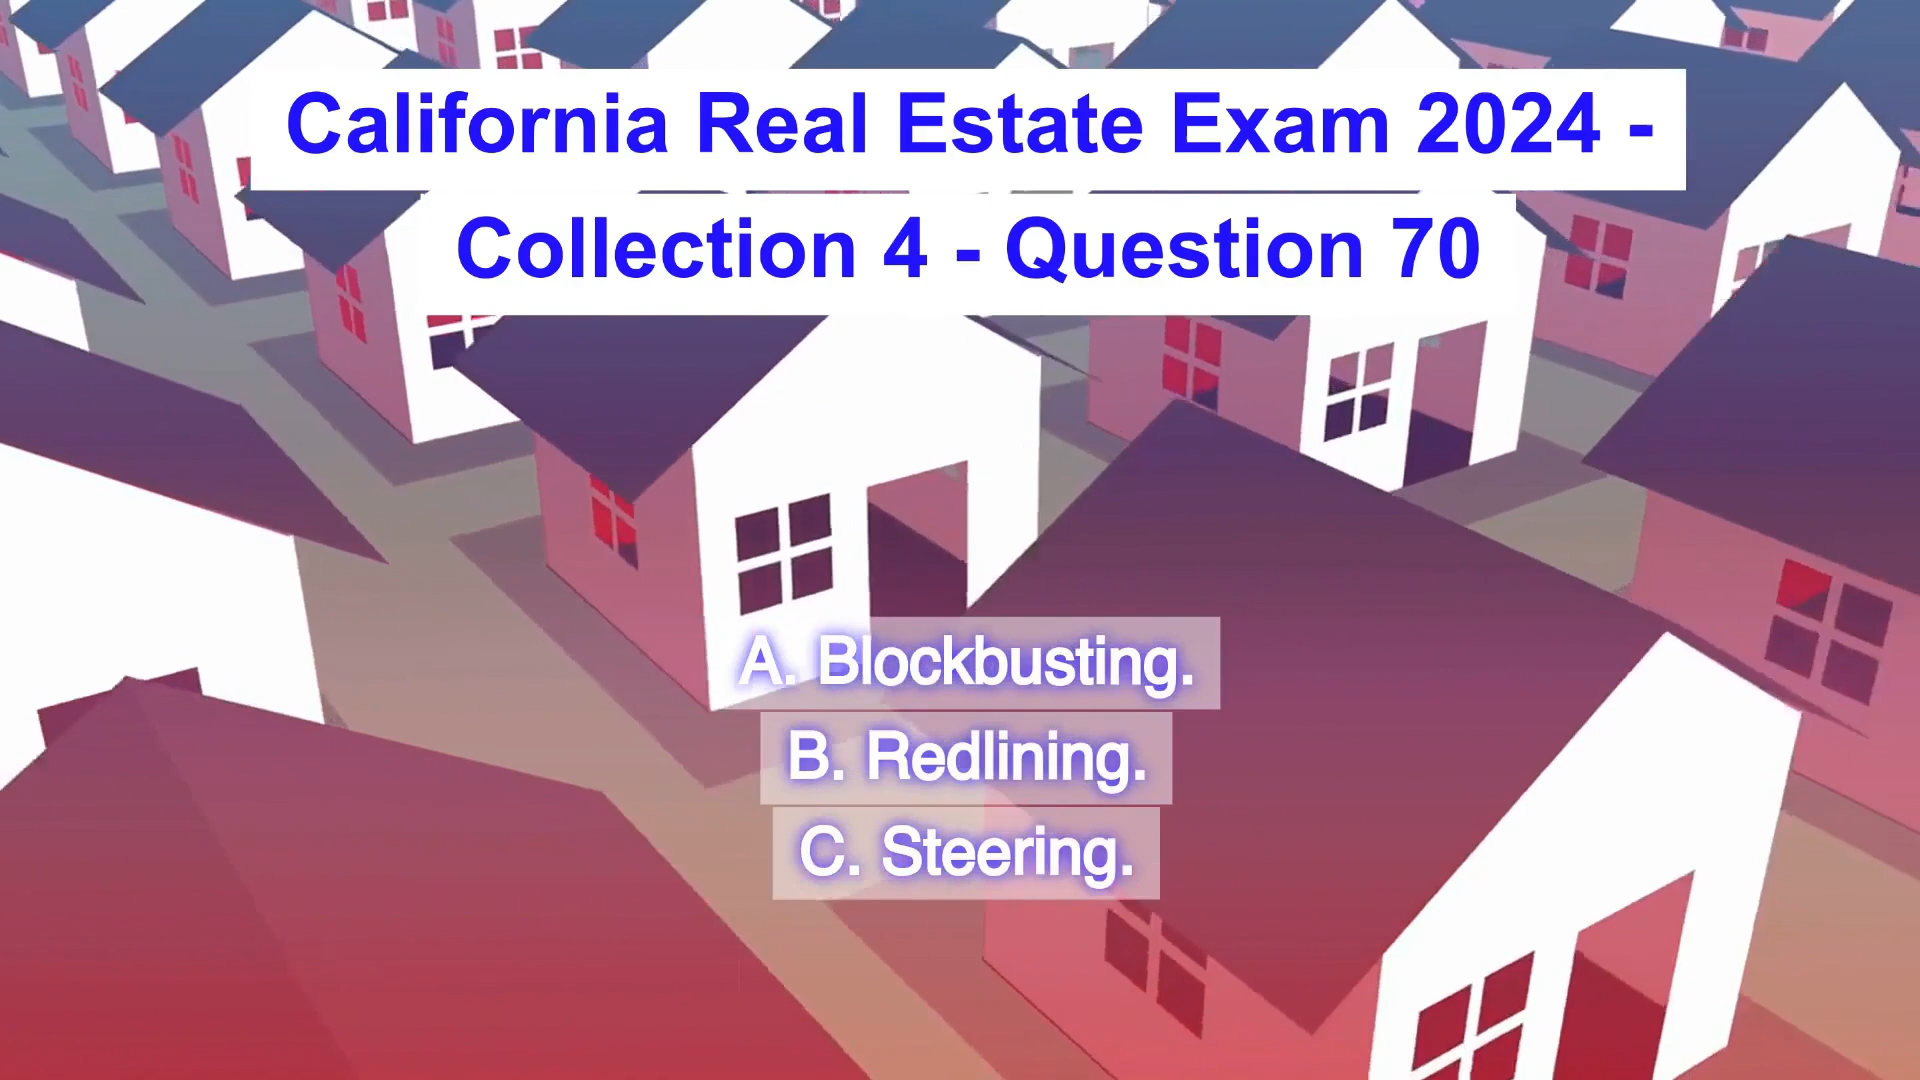 California Real Estate Exam 2024 -
Collection 4 - Question 70
A. Blockbusting.
B. Redlining.
C. Steering.